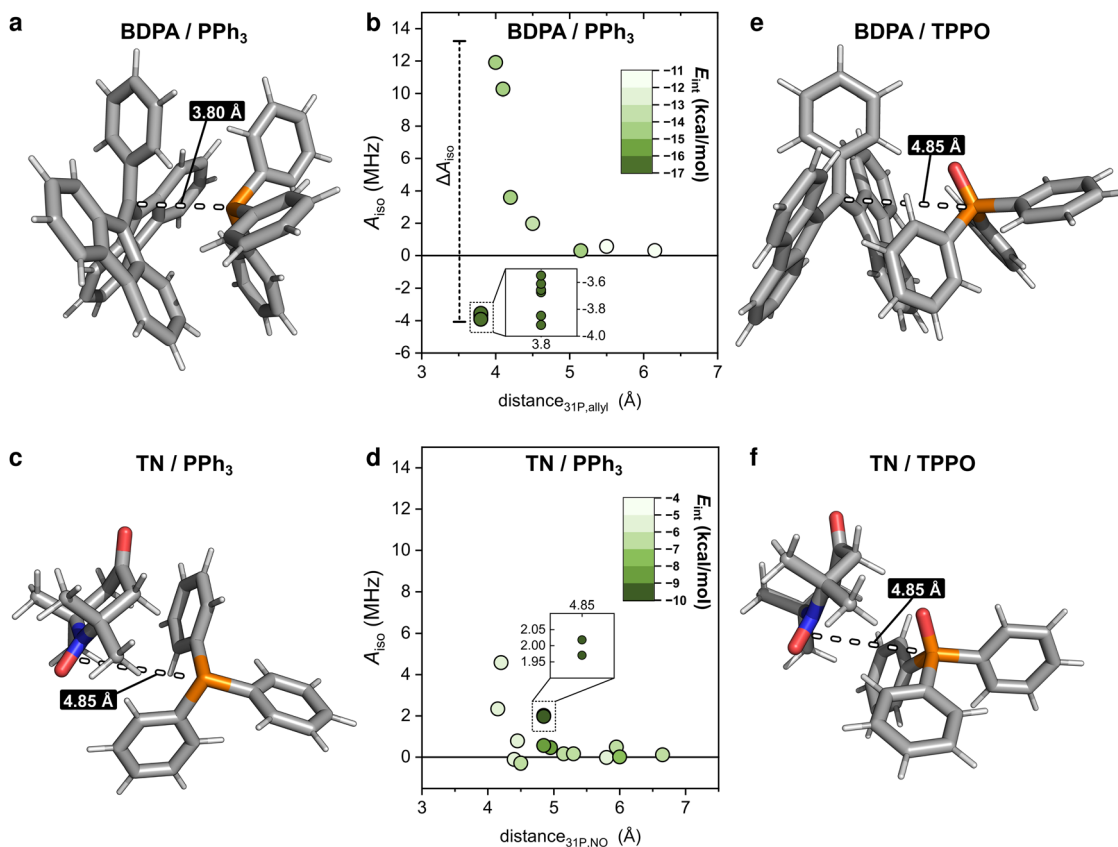 a
BDPA / PPh3
3.80 Å
b
BDPA / PPh3
14
12
10
8
6
4
2
0
−2
−4
−6
Aiso (MHz)
ΔAiso
−11
−12
−13
−14
−15
−16
−17
Eint (kcal/mol)
-3.6
-3.8
-4.0
3.8
3
4
5
6
7
distance31P,allyl (Å)
e
BDPA / TPPO
4.85 Å
c
TN / PPh3
4.85 Å
d
TN / PPh3
14
12
10
8
6
4
2
0
−2
Aiso (MHz)
−4
−5
−6
−7
−8
−9
−10
Eint (kcal/mol)
4.85
2.05
2.00
1.95
3
4
5
6
7
distance31P,NO (Å)
f
TN / TPPO
4.85 Å